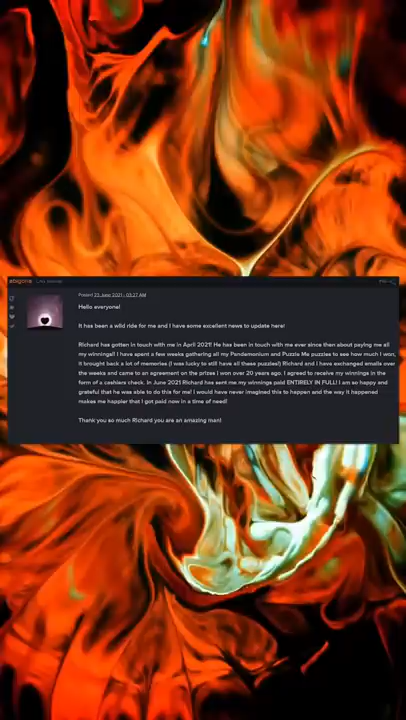 abigore
Posted 23 June 2021 - 03:27 AM
Hello everyone!
It has been a wild ride for me and I have some excellent news to update here!
Richard has gotten in touch with me in April 2021! He has been in touch with me ever since then about paying me all
my winnings!! I have spent a few weeks gathering all my Pandemonium and Puzzle Me puzzles to see how much I won,
it brought back a lot of memories (I was lucky to still have all these puzzles!) Richard and I have exchanged emails over
the weeks and came to an agreement on the prizes I won over 20 years ago. I agreed to receive my winnings in the
form of a cashiers check. In June 2021 Richard has sent me my winnings paid ENTIRELY IN FULL! I am so happy and
grateful that he was able to do this for me! I would have never imagined this to happen and the way it happened
makes me happier that I got paid now in a time of need!
Thank you so much Richard you are an amazing man!